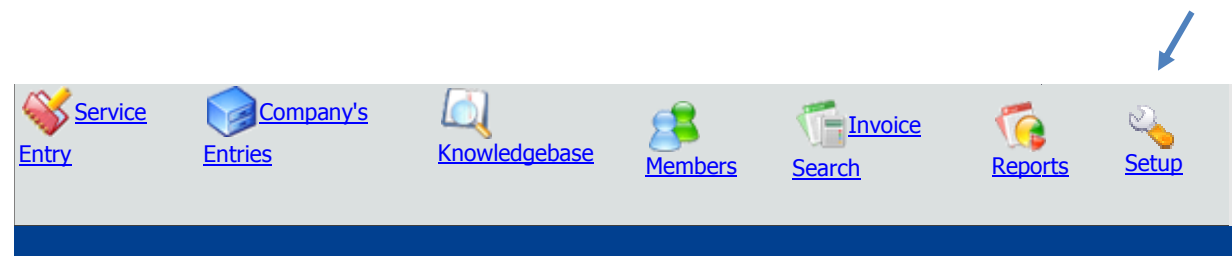 Service
Entry
Company's
Entries
Knowledgebase
Members
Invoice
Search
Reports
Setup